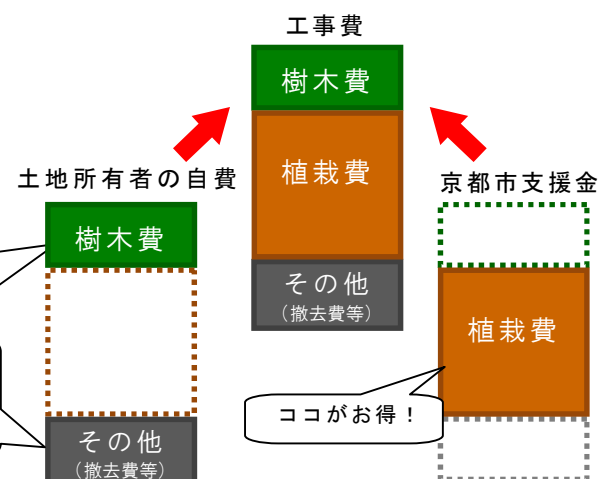 工事費
樹木費
植栽費
その他
（撤去費等）
土地所有者の自費
樹木費
その他
（撤去費等）
京都市支援金
植栽費
ココがお得！